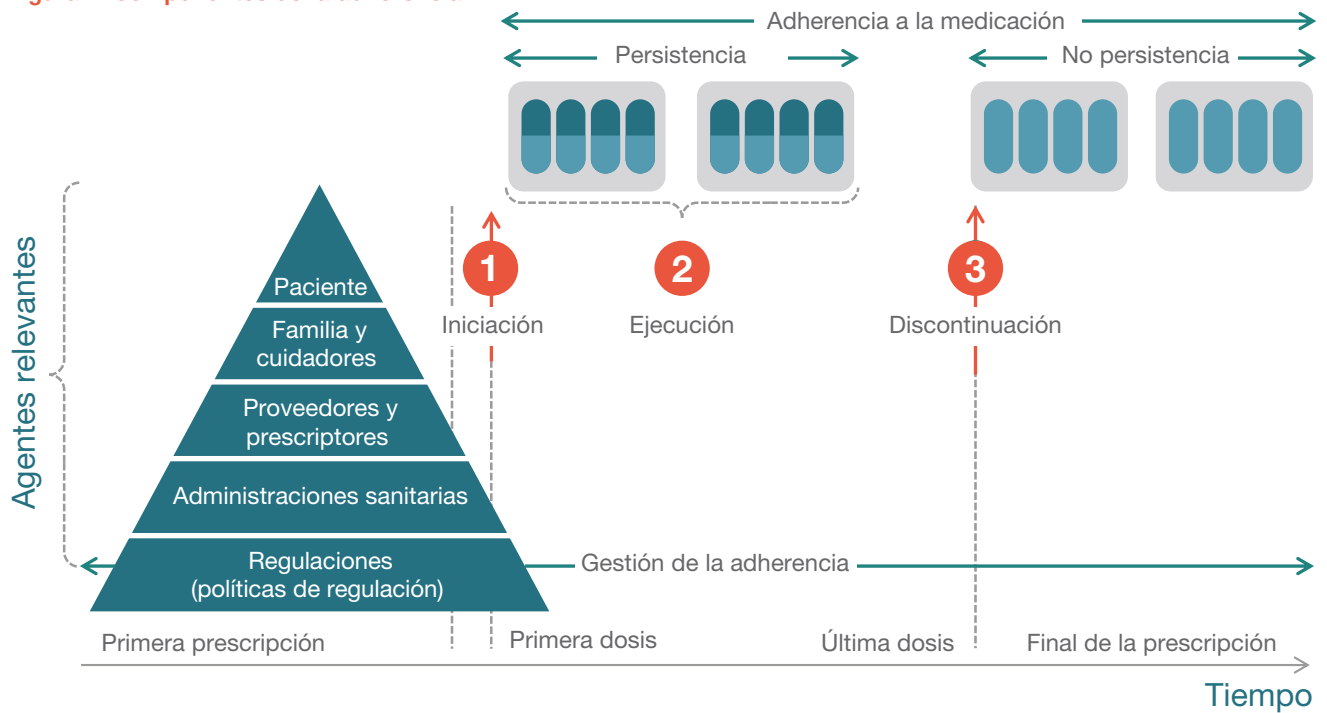 Adherencia a la medicación
Persistencia
No persistencia
Agentes relevantes
Paciente
Familia y
cuidadores
Proveedores y
prescriptores
Administraciones sanitarias
Regulaciones
(políticas de regulación)
1
Iniciación
2
Ejecución
3
Discontinuación
Gestión de la adherencia
Primera prescripción
Primera dosis
Última dosis
Final de la prescripción
Tiempo